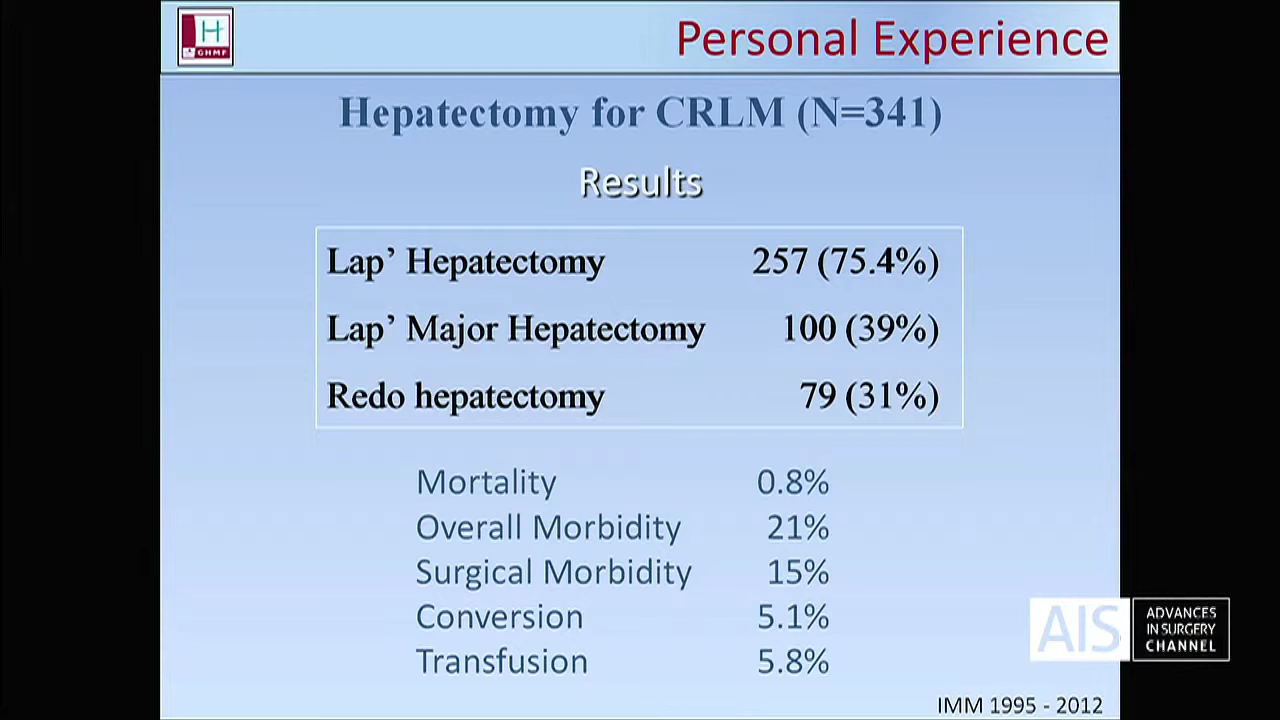 H
GHMF
Personal Experience
Hepatectomy for CRLM (N=341)
Results
Lap’ Hepatectomy 257 (75.4%)
Lap’ Major Hepatectomy 100 (39%)
Redo hepatectomy 79 (31%)
Mortality 0.8%
Overall Morbidity 21%
Surgical Morbidity 15%
Conversion 5.1%
Transfusion 5.8%
AIS
ADVANCES
IN SURGERY
CHANNEL
IMM 1995 - 2012